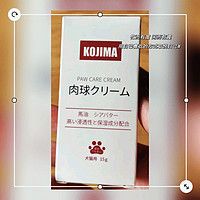 KOJIMA
PAW CARE CREAM
肉球クリーム
馬油 シアバター
高い浸透性と保湿成分配合
犬猫用 15g